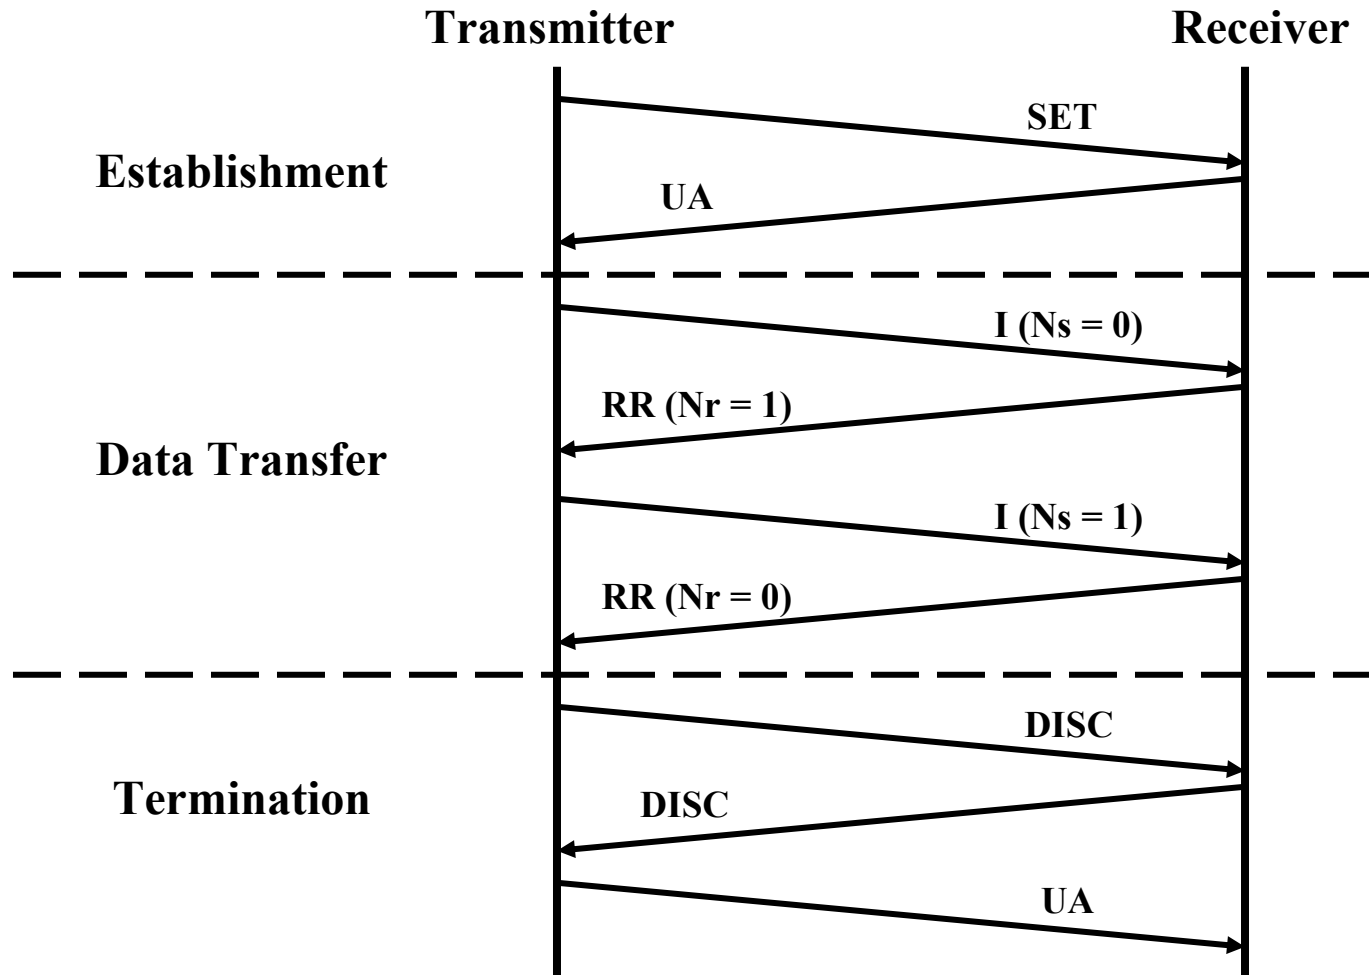 Transmitter
Receiver
SET
Establishment
UA
I (Ns = 0)
RR (Nr = 1)
Data Transfer
I (Ns = 1)
RR (Nr = 0)
DISC
Termination
DISC
UA